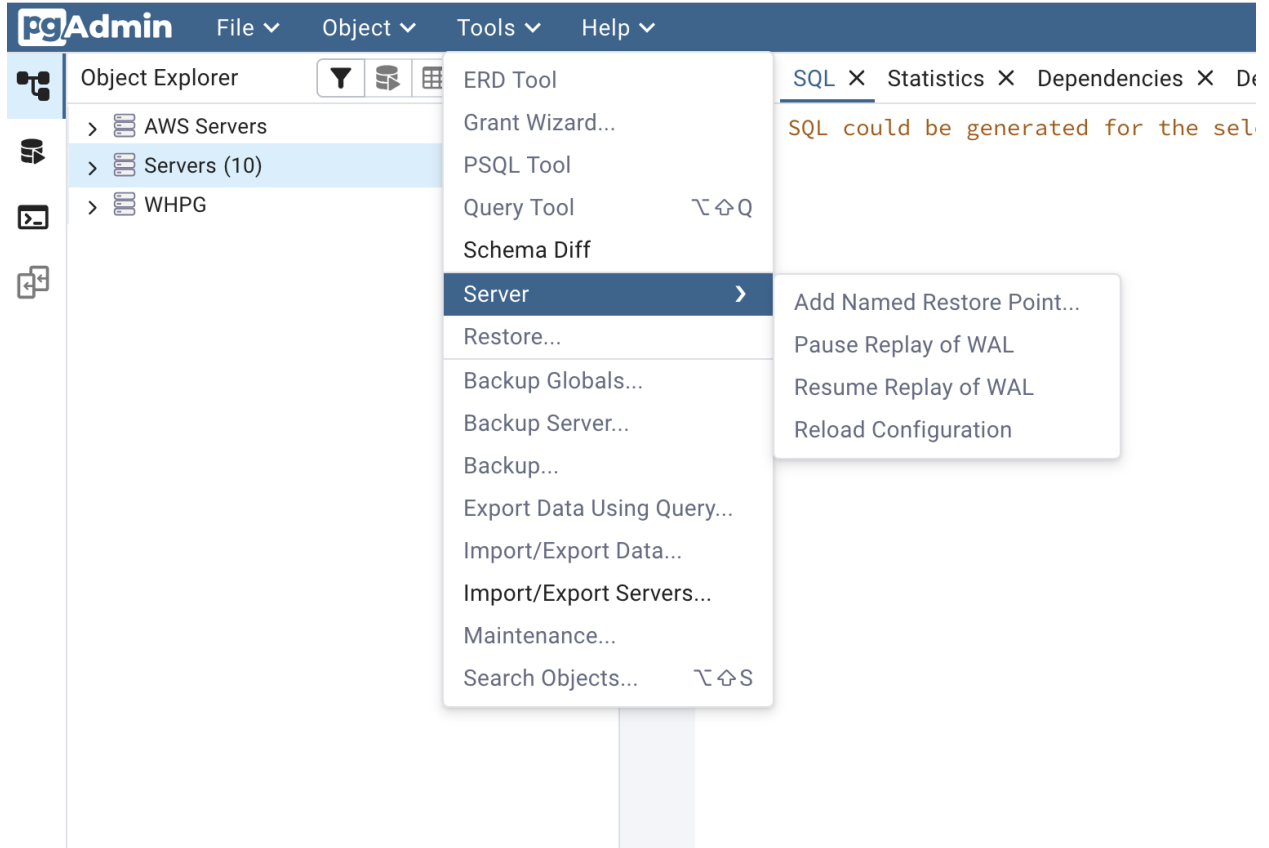 pgAdmin File Object Tools Help
Object Explorer
AWS Servers
Servers (10)
WHPG
ERD Tool
Grant Wizard...
PSQL Tool
Query Tool ⌥⇧Q
Schema Diff
Server
Restore...
Backup Globals...
Backup Server...
Backup...
Export Data Using Query...
Import/Export Data...
Import/Export Servers...
Maintenance...
Search Objects... ⌥⇧S
Add Named Restore Point...
Pause Replay of WAL
Resume Replay of WAL
Reload Configuration
SQL Statistics Dependencies
SQL could be generated for the